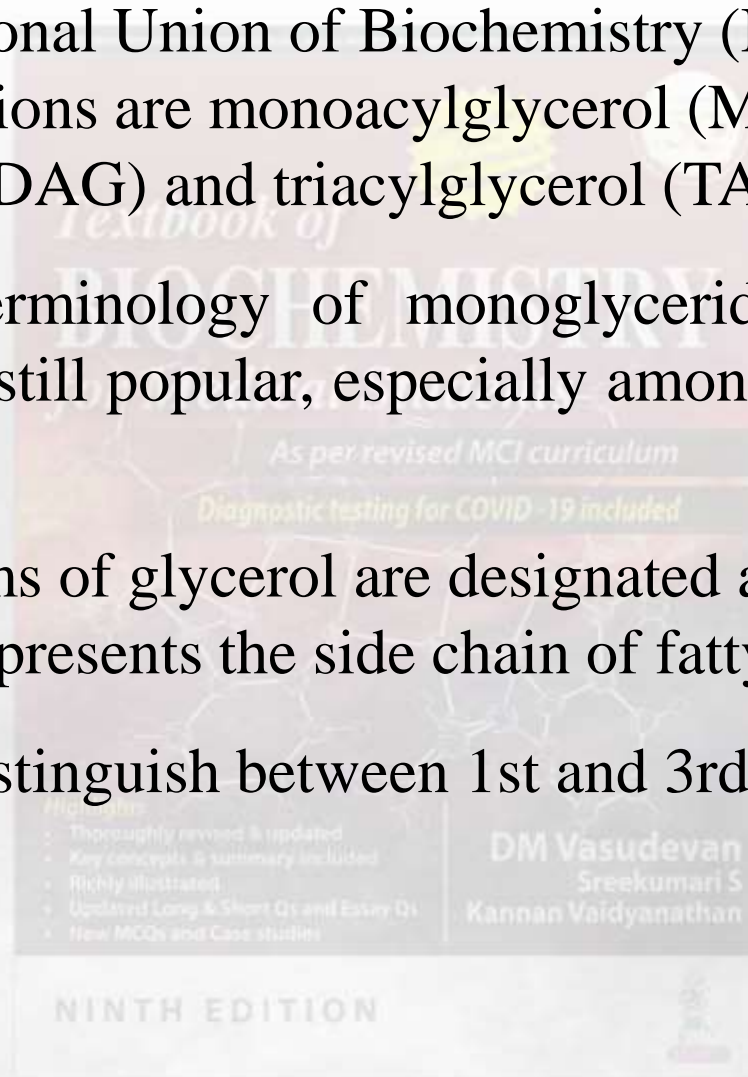 onal Union of Biochemistry (
ions are monoacylglycerol (M
DAG) and triacylglycerol (TA
Textbook of
BIOCHEMISTRY
erminology of monoglycerid
still popular, especially amon
As per revised MCI curriculum
Diagnostic testing for COVID-19 included
ns of glycerol are designated a
presents the side chain of fatty
stinguish between 1st and 3rd
Highlights
• Thoroughly revised & updated
• Key concepts & summary included
• Richly illustrated
• Updated Long & Short Qs and Essay Qs
• New MCQs and Case studies
DM Vasudevan
Sreekumari S
Kannan Vaidyanathan
NINTH EDITION